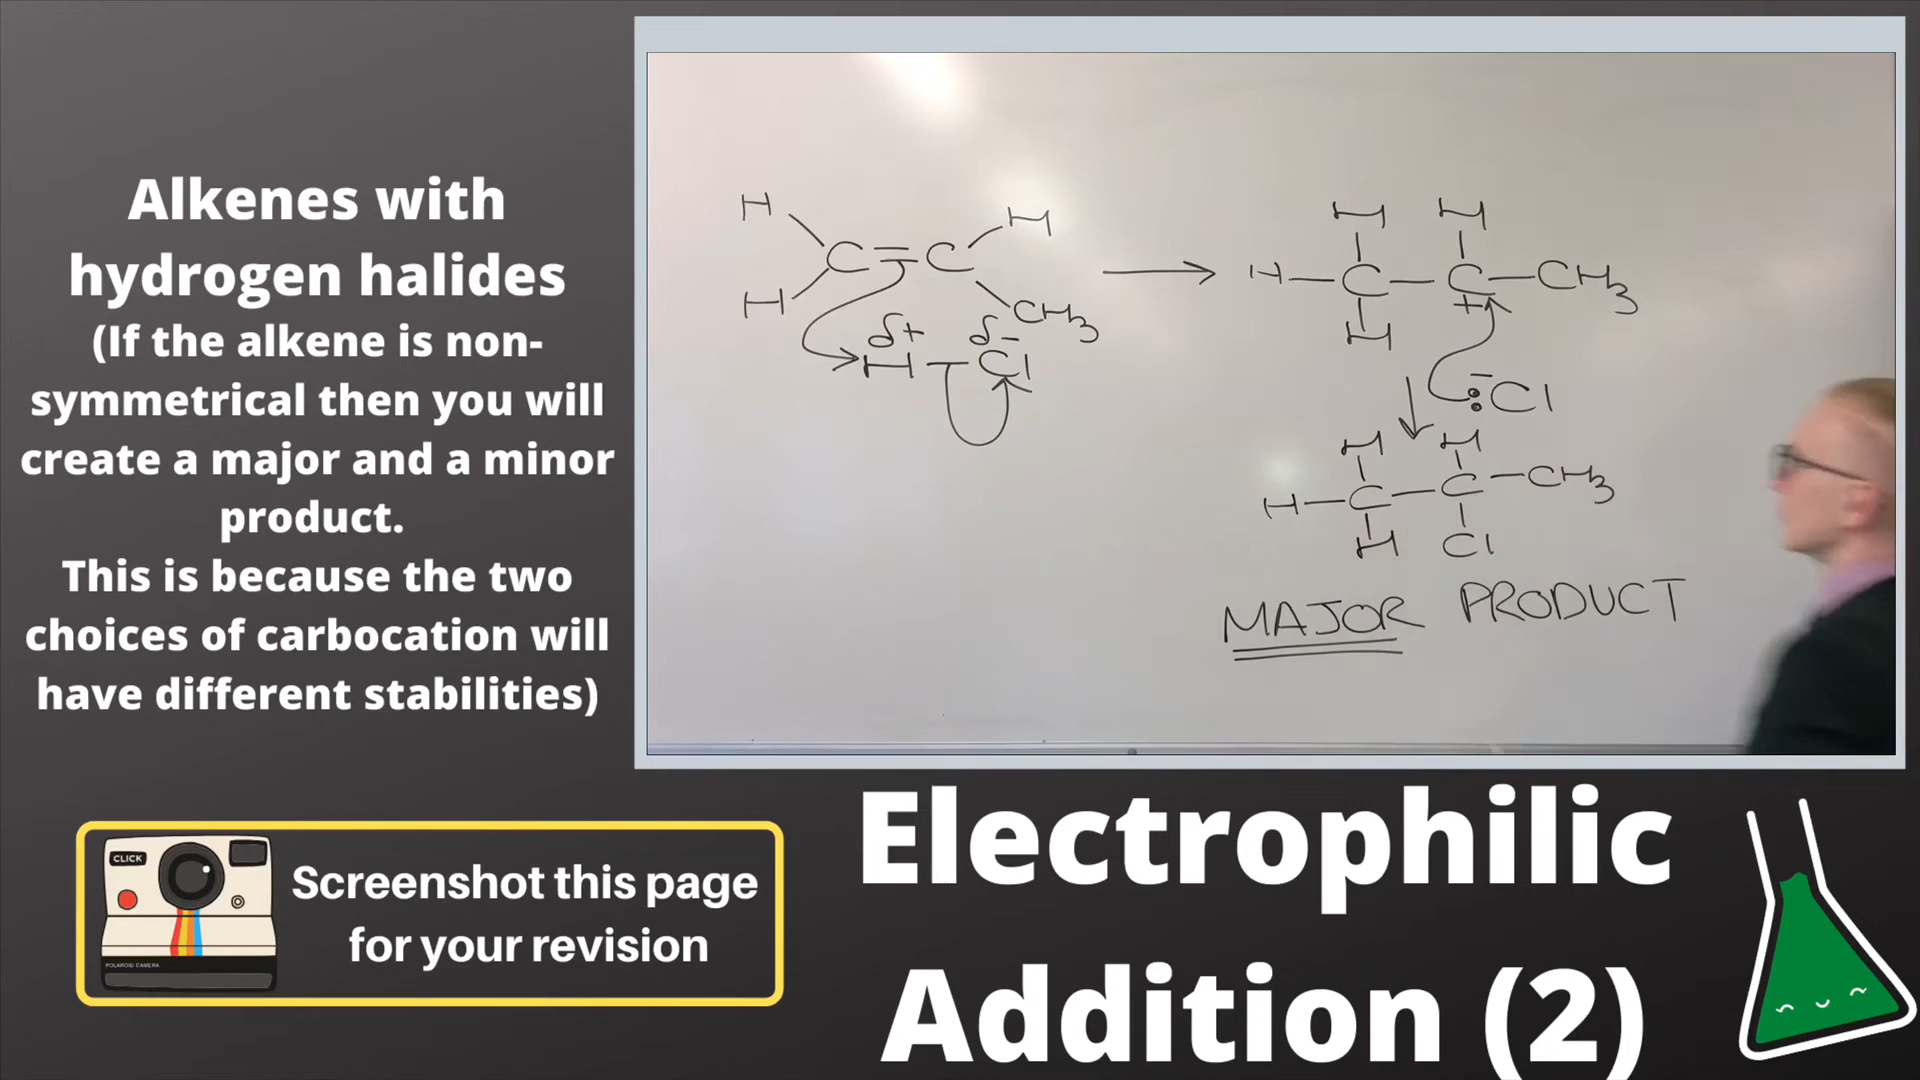 Alkenes with
hydrogen halides
(If the alkene is non-
symmetrical then you will
create a major and a minor
product.
This is because the two
choices of carbocation will
have different stabilities)
H
H
C=C
H
CH3
δ+ δ-
H-Cl
H H
H-C-C-CH3
+
H
:Cl
-
H H
H-C-C-CH3
H Cl
MAJOR PRODUCT
CLICK
POLAROID CAMERA
Screenshot this page
for your revision
Electrophilic
Addition (2)